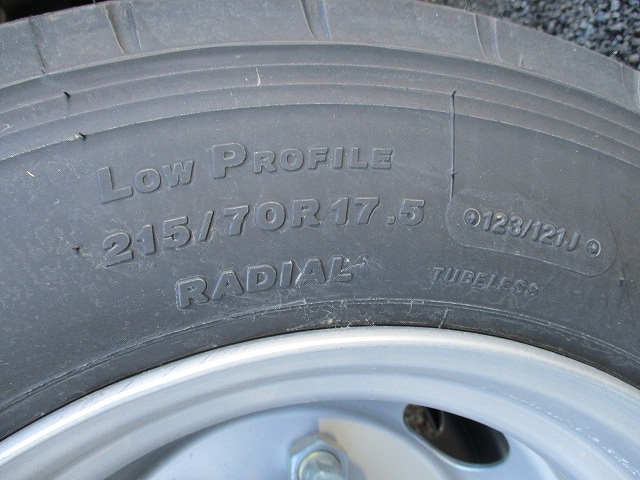 LOW PROFILE
215/70R17.5
123/121J
RADIAL
TUBELESS